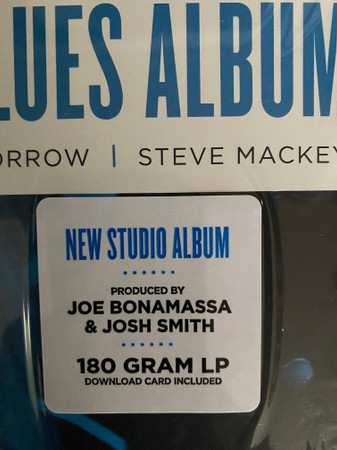 LUES ALBUM
ORROW | STEVE MACKEY
NEW STUDIO ALBUM
PRODUCED BY
JOE BONAMASSA
& JOSH SMITH
180 GRAM LP
DOWNLOAD CARD INCLUDED